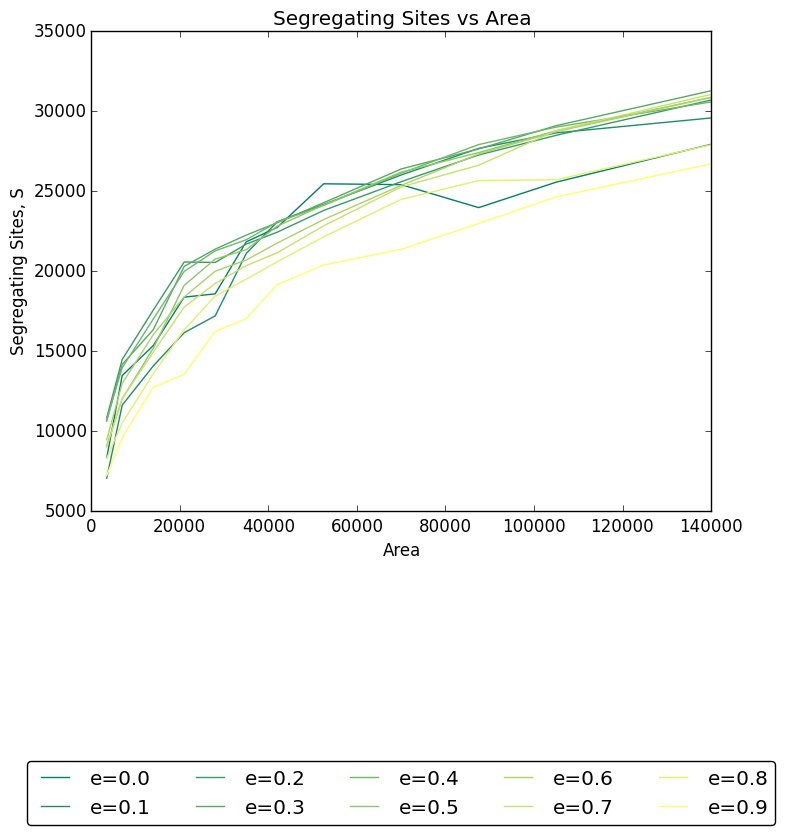 Segregating Sites vs Area
35000
30000
25000
20000
15000
10000
5000
Segregating Sites, S
0 20000 40000 60000 80000 100000 120000 140000
Area
e=0.0 e=0.2 e=0.4 e=0.6 e=0.8
e=0.1 e=0.3 e=0.5 e=0.7 e=0.9